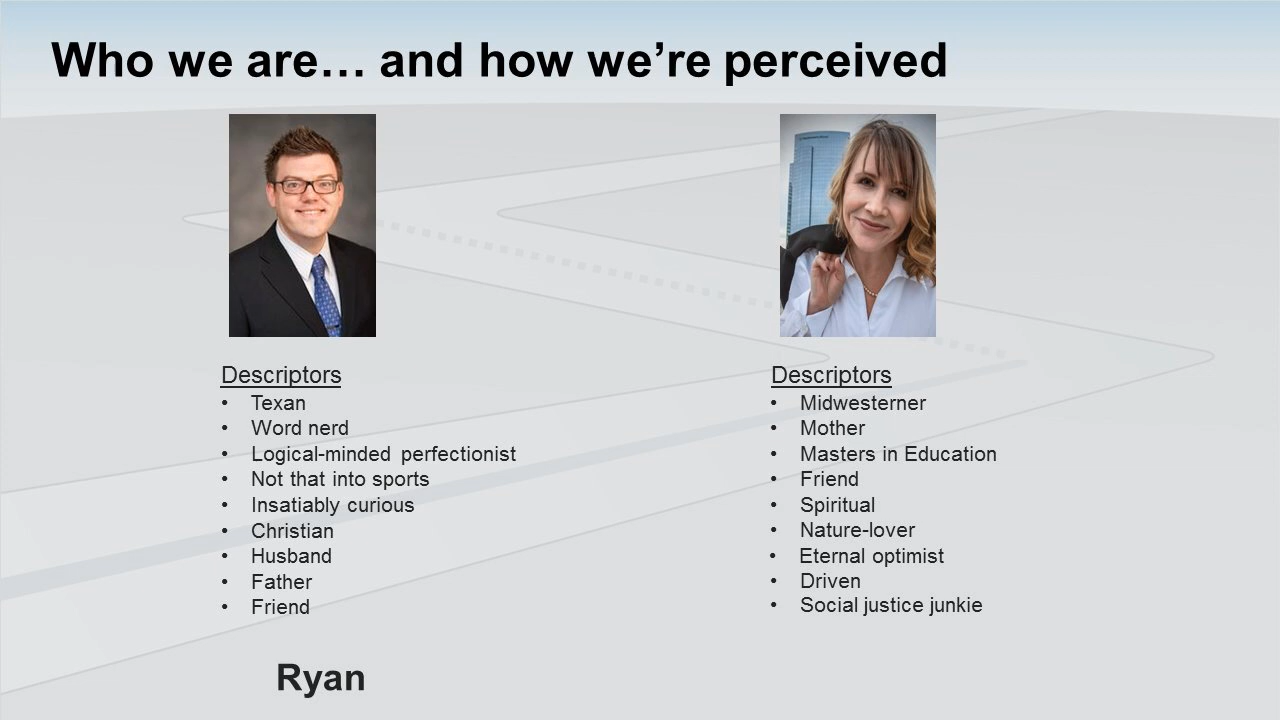 Who we are… and how we’re perceived
Descriptors
• Texan
• Word nerd
• Logical-minded perfectionist
• Not that into sports
• Insatiably curious
• Christian
• Husband
• Father
• Friend
Ryan
Descriptors
• Midwesterner
• Mother
• Masters in Education
• Friend
• Spiritual
• Nature-lover
• Eternal optimist
• Driven
• Social justice junkie